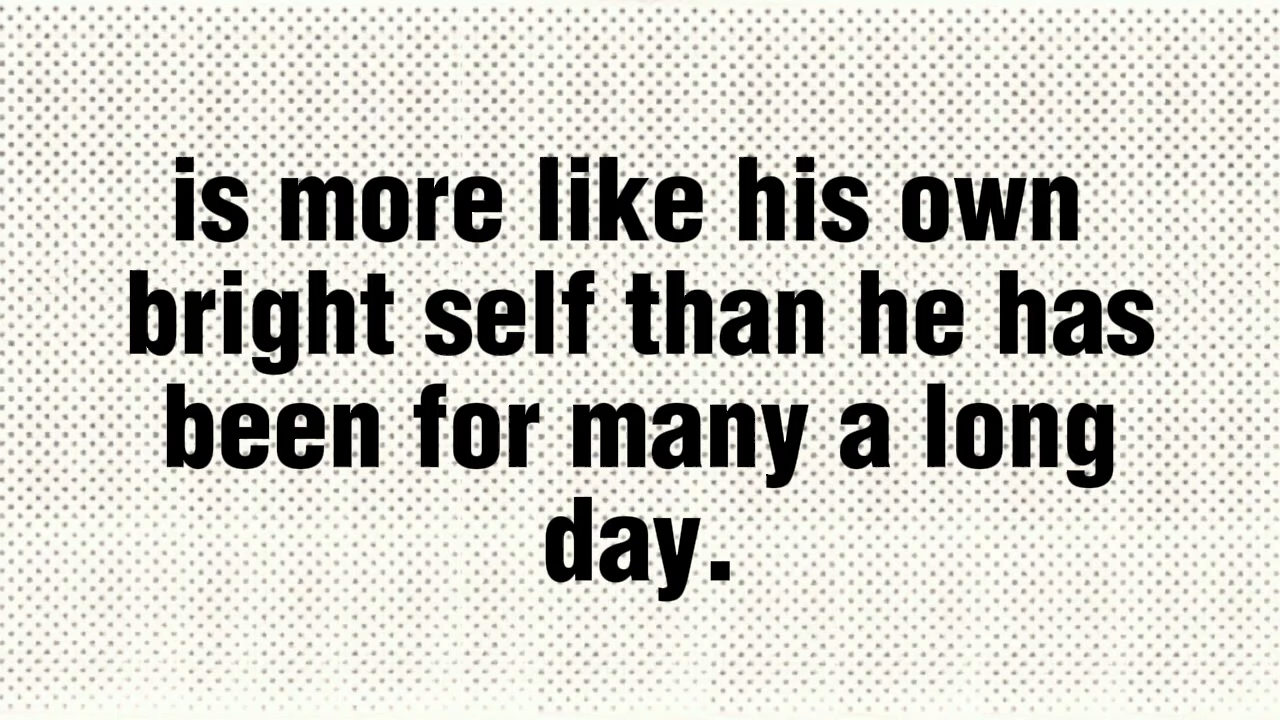 is more like his own
bright self than he has
been for many a long
day.